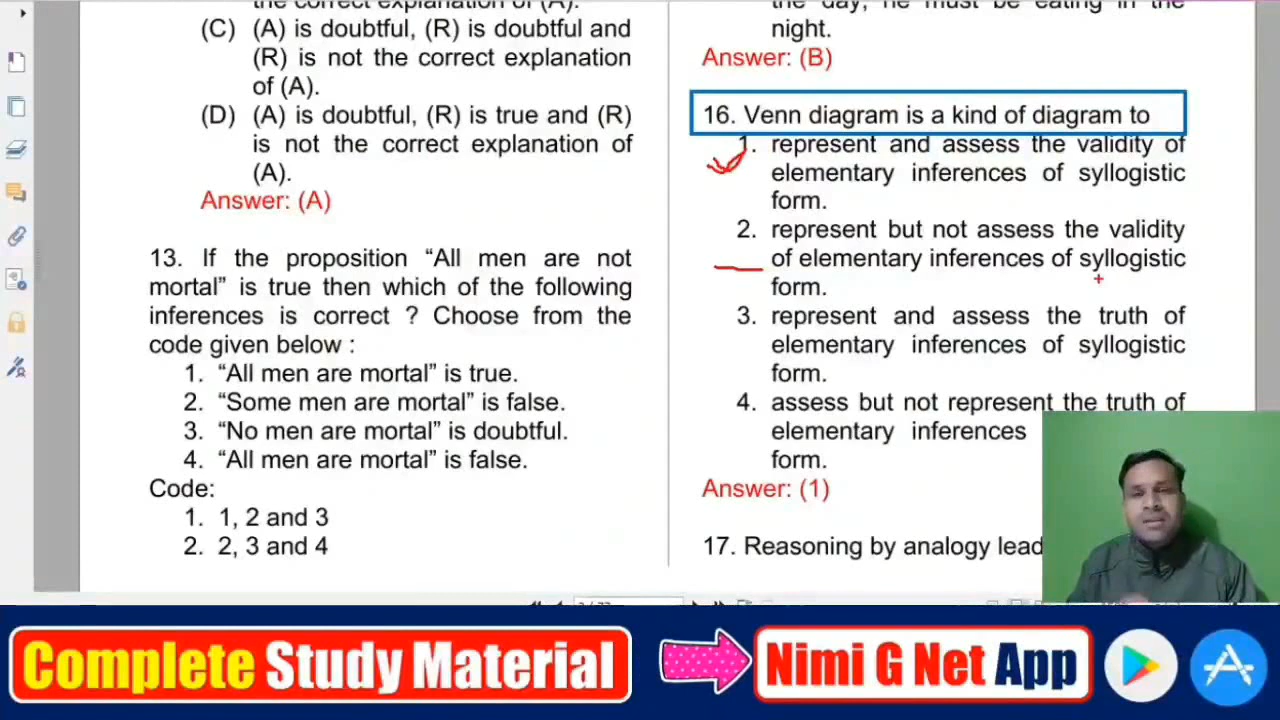 the correct explanation of (A).
(C) (A) is doubtful, (R) is doubtful and
(R) is not the correct explanation
of (A).
(D) (A) is doubtful, (R) is true and (R)
is not the correct explanation of
(A).
Answer: (A)
13. If the proposition “All men are not
mortal” is true then which of the following
inferences is correct ? Choose from the
code given below :
1. “All men are mortal” is true.
2. “Some men are mortal” is false.
3. “No men are mortal” is doubtful.
4. “All men are mortal” is false.
Code:
1. 1, 2 and 3
2. 2, 3 and 4
the day, he must be eating in the
night.
Answer: (B)
16. Venn diagram is a kind of diagram to
1. represent and assess the validity of
elementary inferences of syllogistic
form.
2. represent but not assess the validity
of elementary inferences of syllogistic
form.
3. represent and assess the truth of
elementary inferences of syllogistic
form.
4. assess but not represent the truth of
elementary inferences
form.
Answer: (1)
17. Reasoning by analogy lead
Complete Study Material
Nimi G Net App